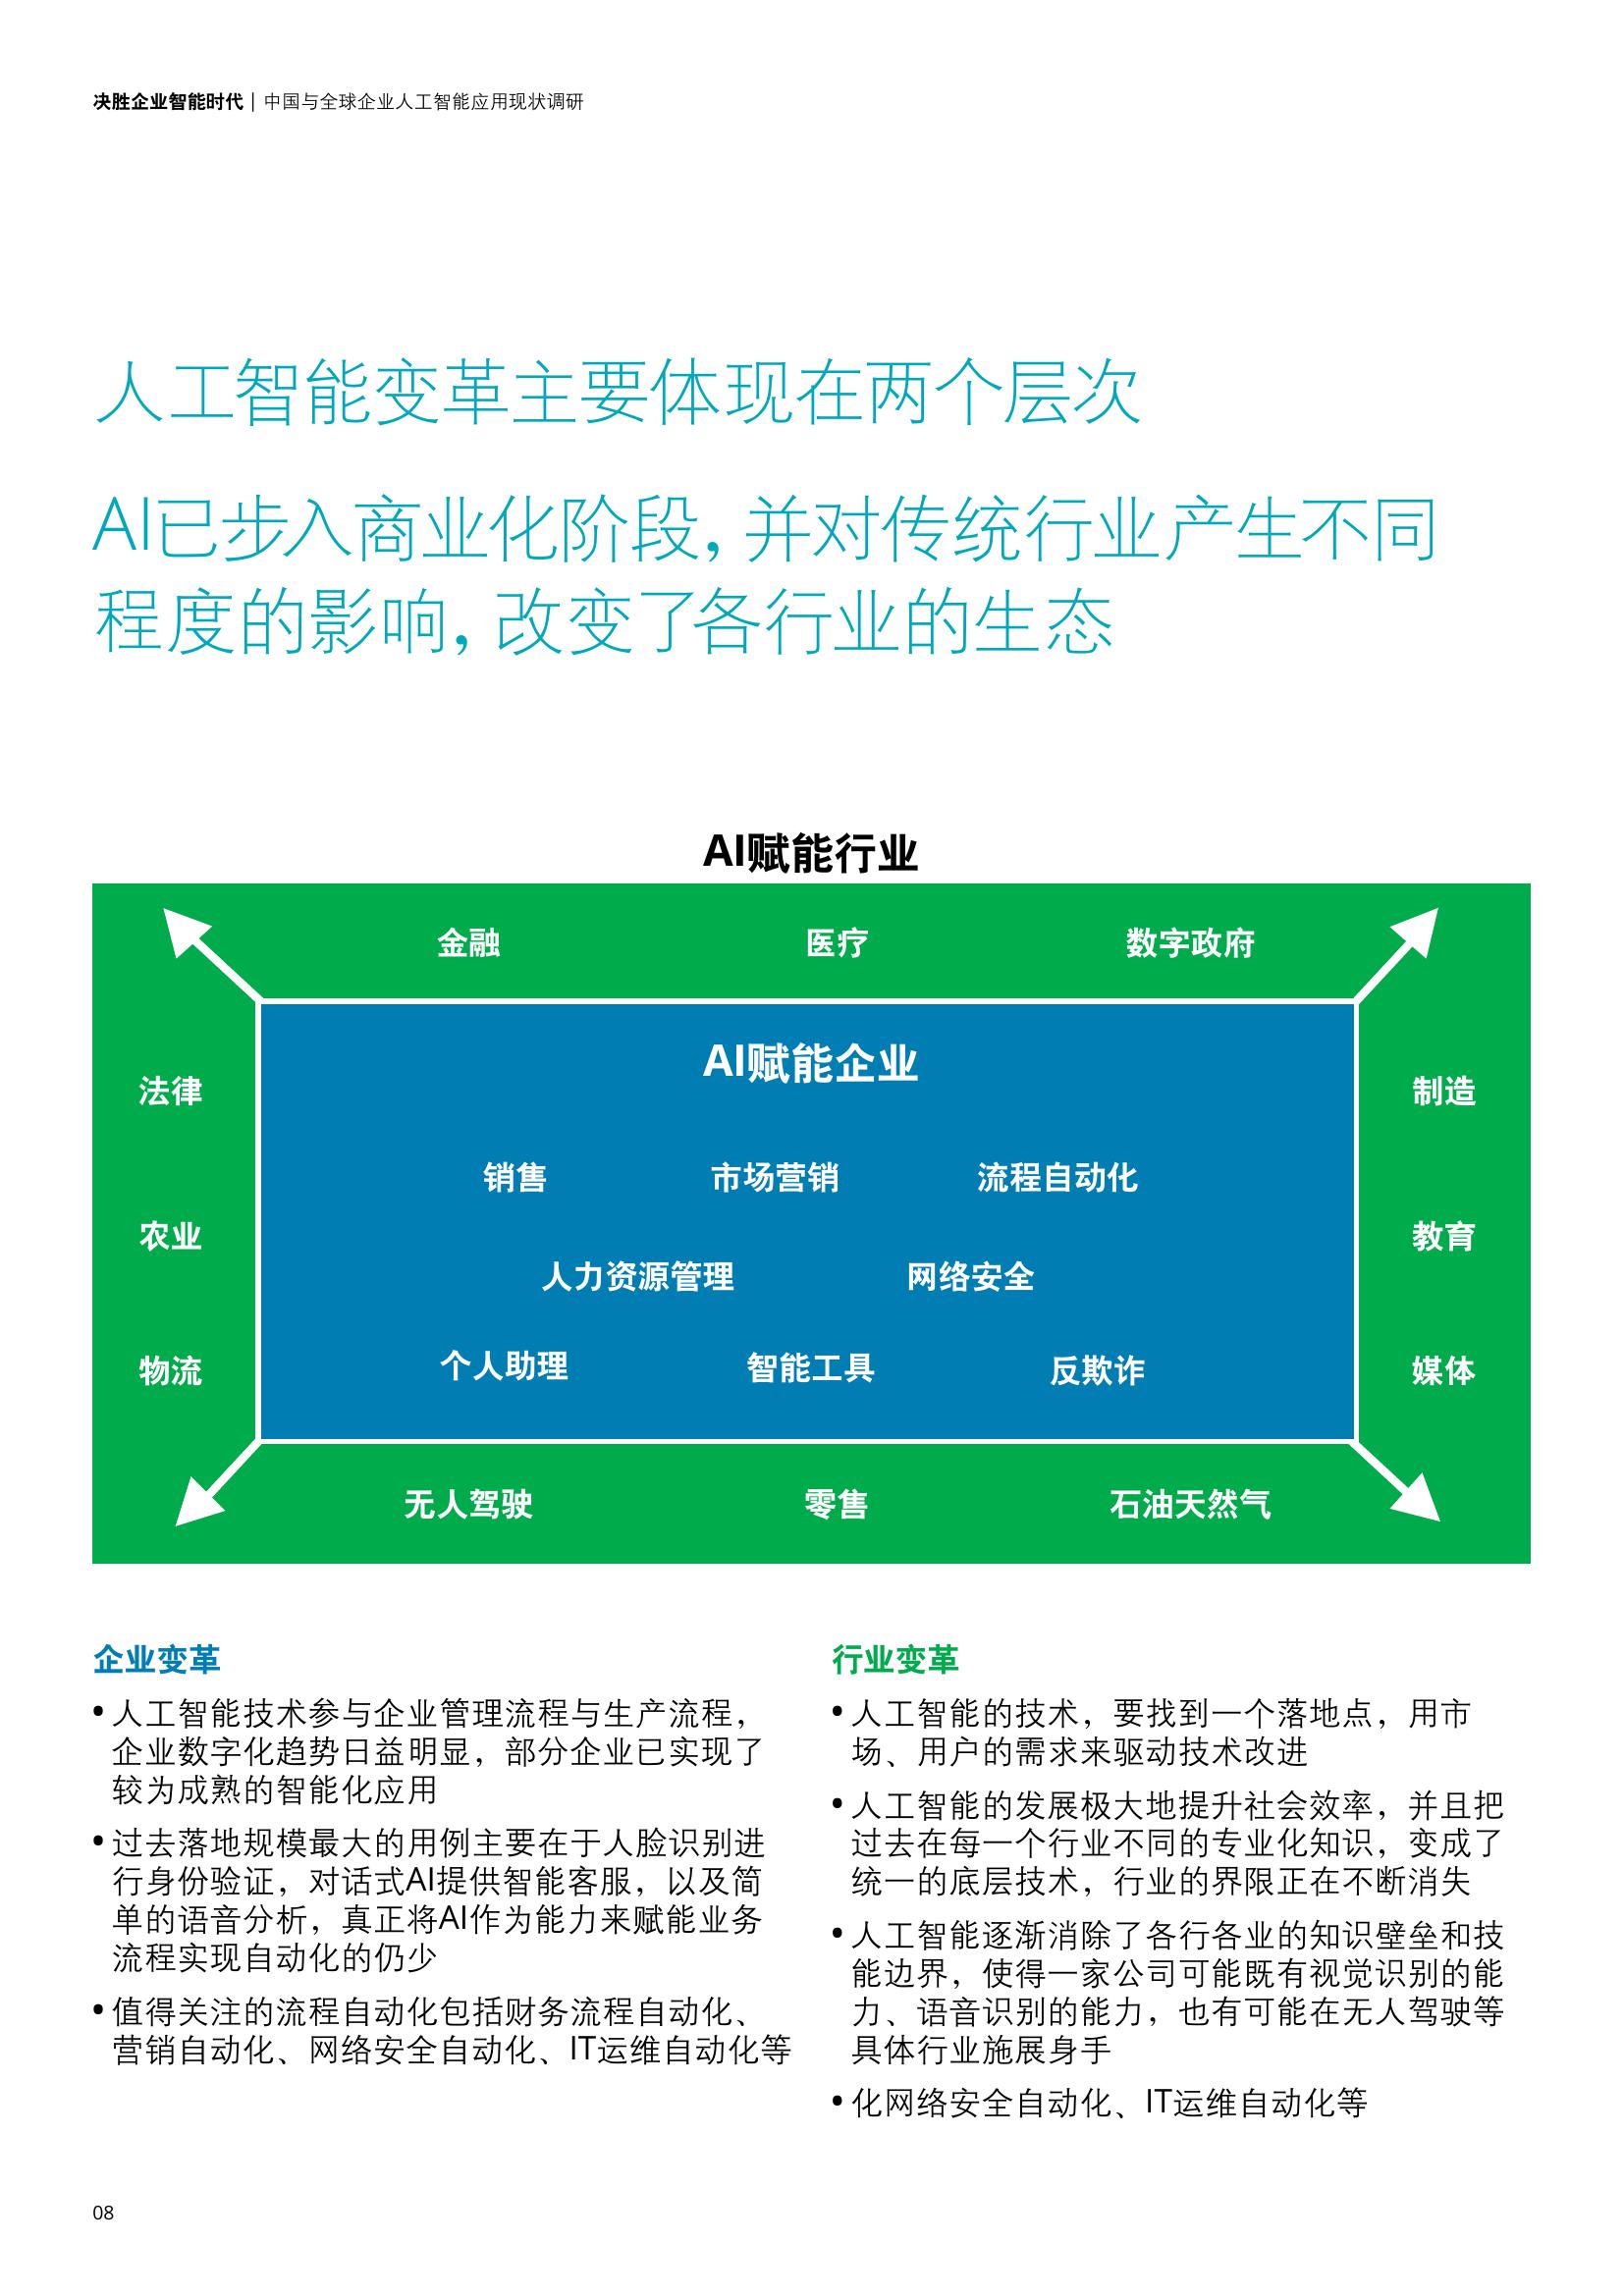 决胜企业智能时代 | 中国与全球企业人工智能应用现状调研
人工智能变革主要体现在两个层次
AI已步入商业化阶段，并对传统行业产生不同
程度的影响，改变了各行业的生态
AI赋能行业
金融 医疗 数字政府
AI赋能企业
法律 制造
销售 市场营销 流程自动化
农业 教育
人力资源管理 网络安全
个人助理 智能工具 反欺诈
物流 媒体
无人驾驶 零售 石油天然气
企业变革
• 人工智能技术参与企业管理流程与生产流程，
企业数字化趋势日益明显，部分企业已实现了
较为成熟的智能化应用
• 过去落地规模最大的用例主要在于人脸识别进
行身份验证，对话式AI提供智能客服，以及简
单的语音分析，真正将AI作为能力来赋能业务
流程实现自动化的仍少
• 值得关注的流程自动化包括财务流程自动化、
营销自动化、网络安全自动化、IT运维自动化等
行业变革
• 人工智能的技术，要找到一个落地点，用市
场、用户的需求来驱动技术改进
• 人工智能的发展极大地提升社会效率，并且把
过去在每一个行业不同的专业化知识，变成了
统一的底层技术，行业的界限正在不断消失
• 人工智能逐渐消除了各行各业的知识壁垒和技
能边界，使得一家公司可能既有视觉识别的能
力、语音识别的能力，也有可能在无人驾驶等
具体行业施展身手
• 化网络安全自动化、IT运维自动化等
08